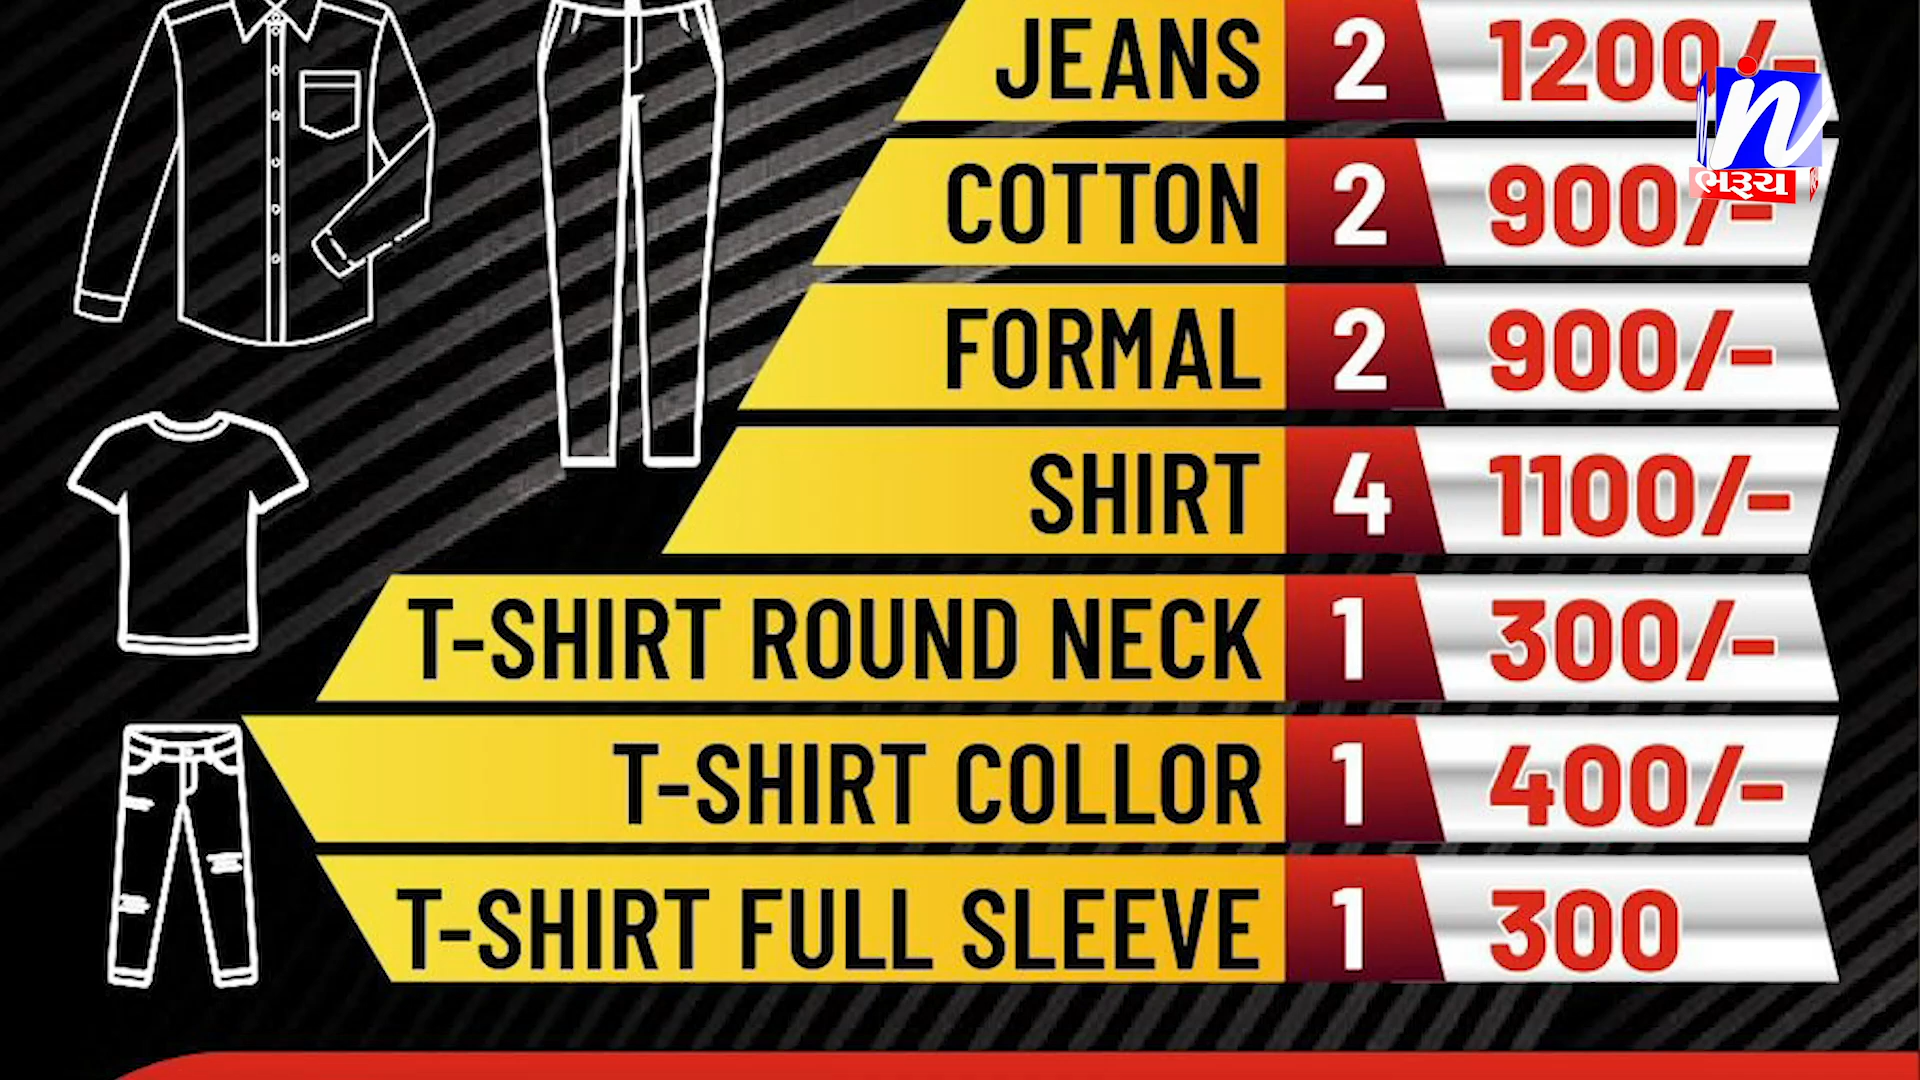 JEANS 2 1200/-
COTTON 2 900/-
FORMAL 2 900/-
SHIRT 4 1100/-
T-SHIRT ROUND NECK 1 300/-
T-SHIRT COLLOR 1 400/-
T-SHIRT FULL SLEEVE 1 300
n
ભરૂચ